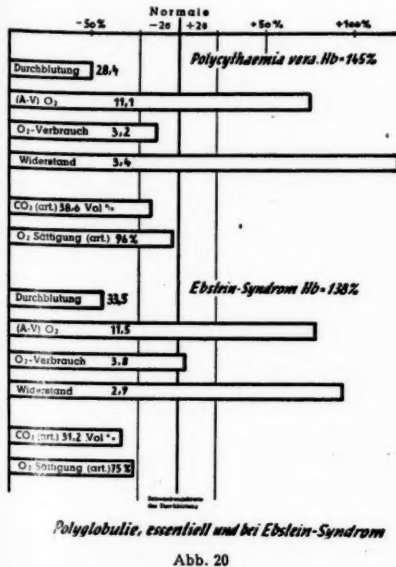 Normale
-50% -2σ +2σ +50% +100%
Polycythaemia vera. Hb=145%
Durchblutung 28,4
(A-V) O₂ 11,1
O₂-Verbrauch 3,2
Widerstand 3,4
CO₂ (art.) 38,6 Vol %
O₂ Sättigung (art.) 96%
Ebstein-Syndrom Hb=138%
Durchblutung 33,5
(A-V) O₂ 11,5
O₂-Verbrauch 3,8
Widerstand 2,9
CO₂ (art.) 31,2 Vol %
O₂ Sättigung (art.) 75%
der Durchblutung
Polyglobulie, essentiell und bei Ebstein-Syndrom
Abb. 20